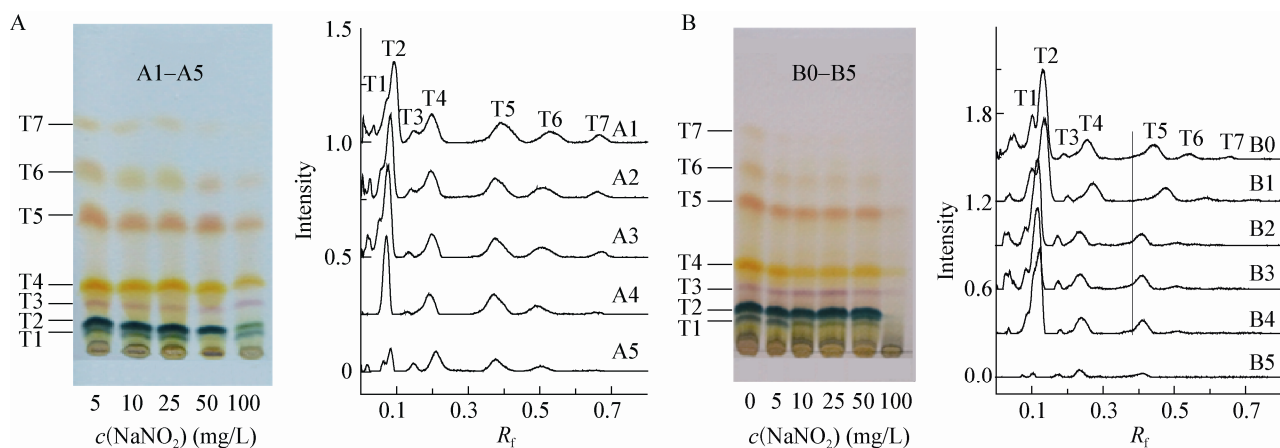 A
A1–A5
T7
T6
T5
T4
T3
T2
T1
5 10 25 50 100
c(NaNO₂) (mg/L)
1.5
1.0
0.5
0
Intensity
T1 T2 T3 T4 T5 T6 T7
A1
A2
A3
A4
A5
0.1 0.3 0.5 0.7
Rf
B
B0–B5
T7
T6
T5
T4
T3
T2
T1
0 5 10 25 50 100
c(NaNO₂) (mg/L)
1.8
1.2
0.6
0.0
Intensity
T1 T2 T3 T4 T5 T6 T7
B0
B1
B2
B3
B4
B5
0.1 0.3 0.5 0.7
Rf